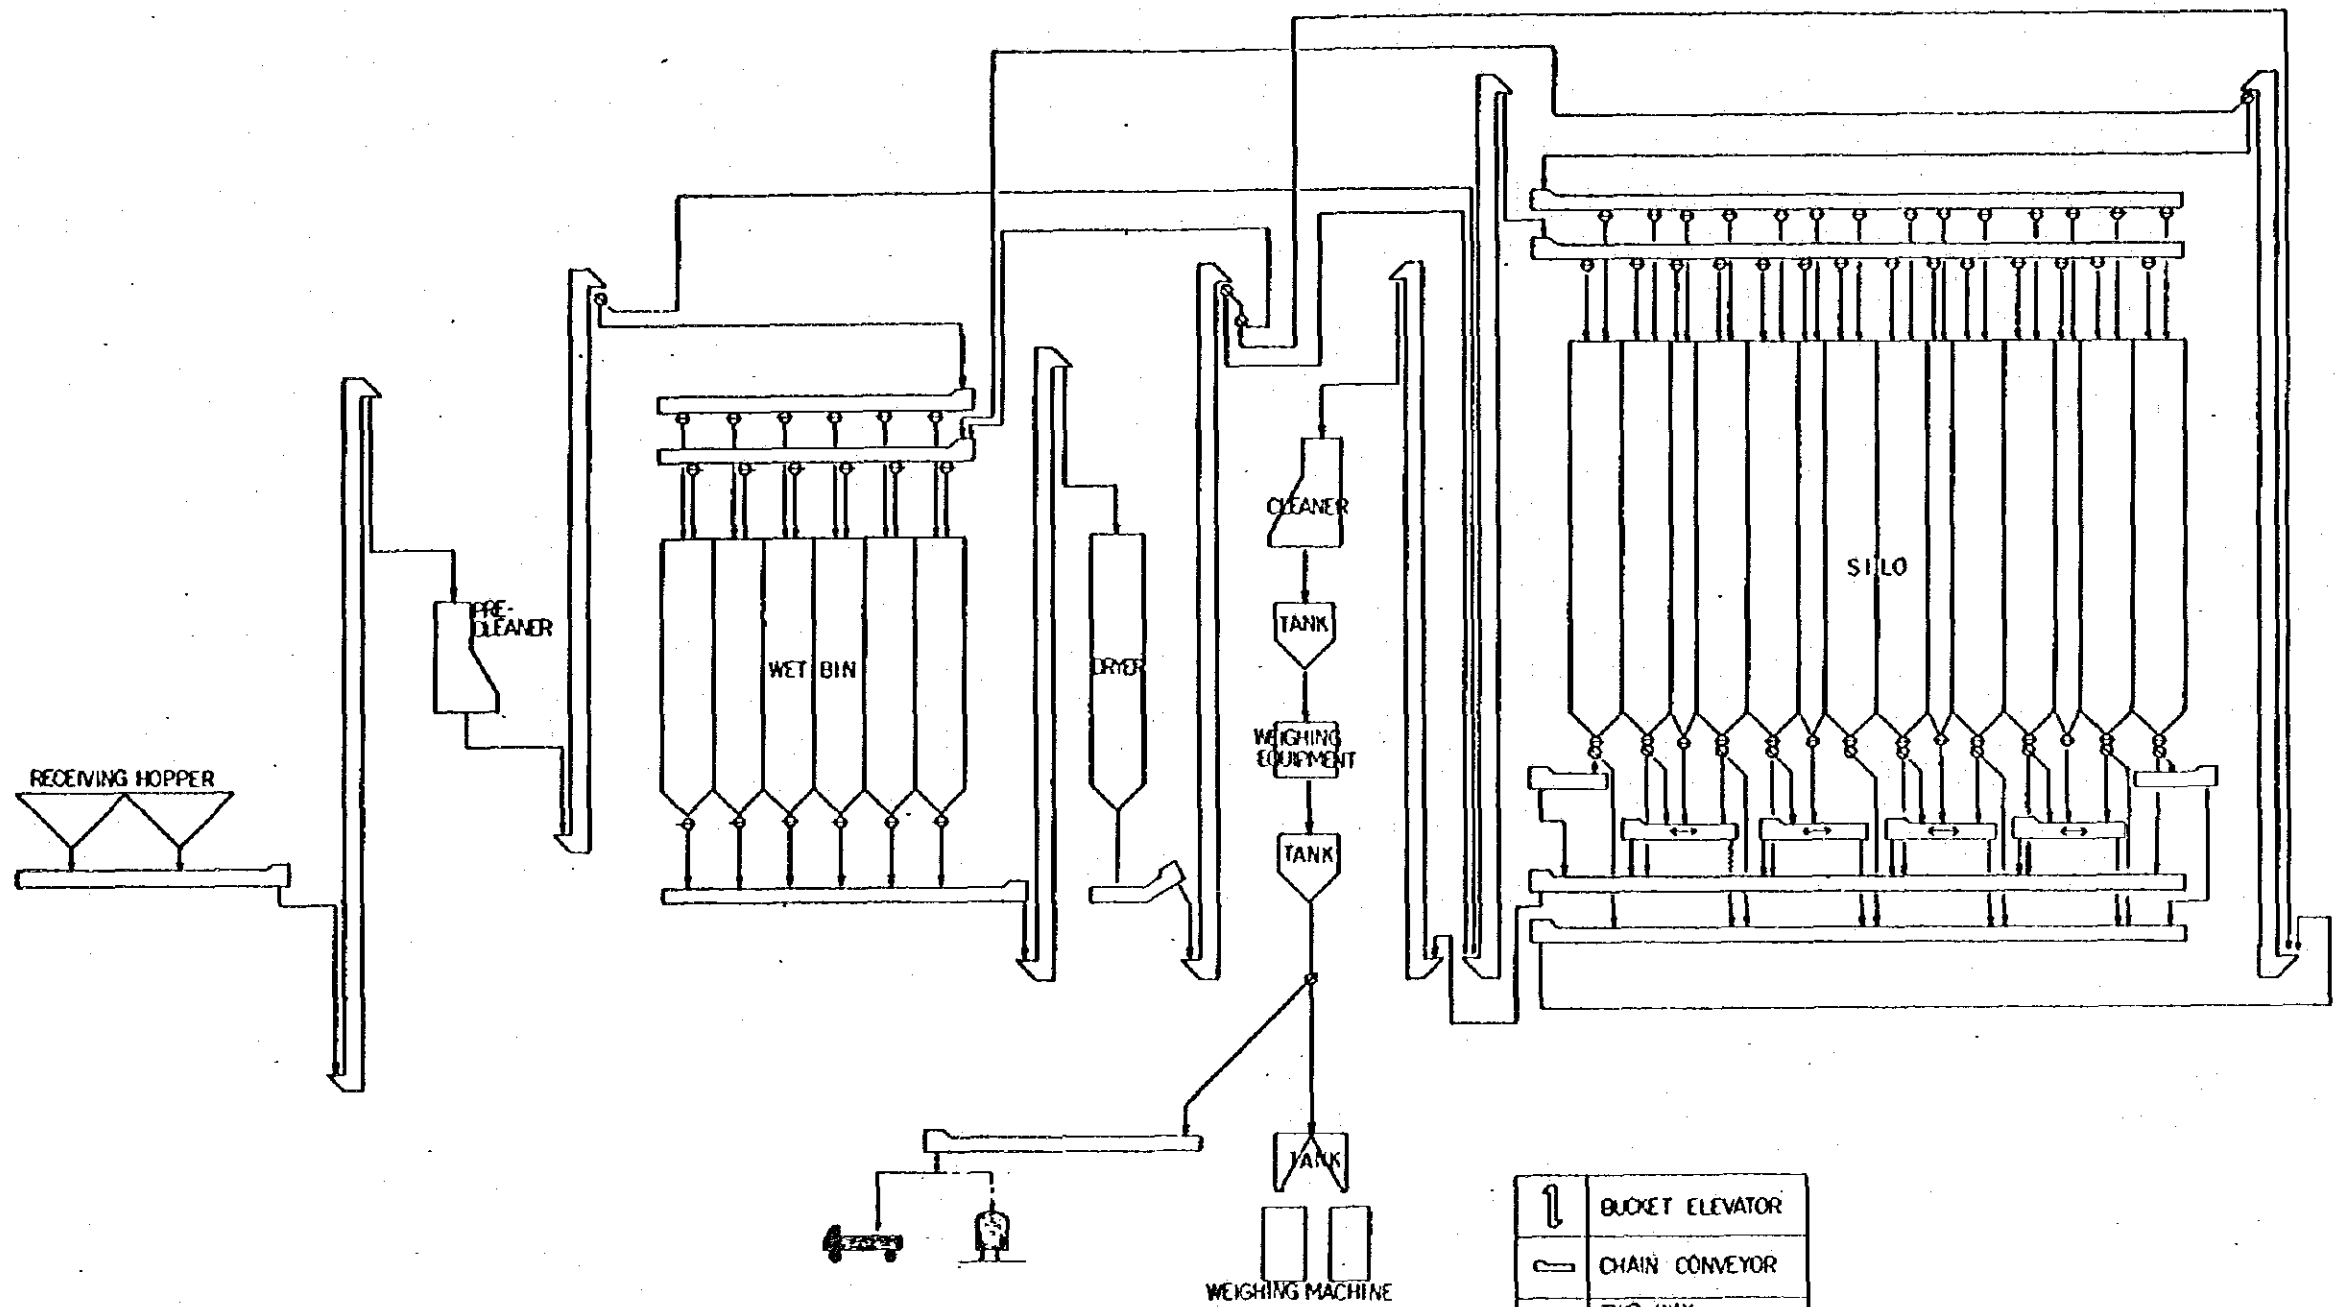 RECEIVING HOPPER
PRE-
CLEANER
WET BIN
DRYER
CLEANER
TANK
WEIGHING
EQUIPMENT
TANK
TANK
WEIGHING MACHINE
SILO
BUCKET ELEVATOR
CHAIN CONVEYOR